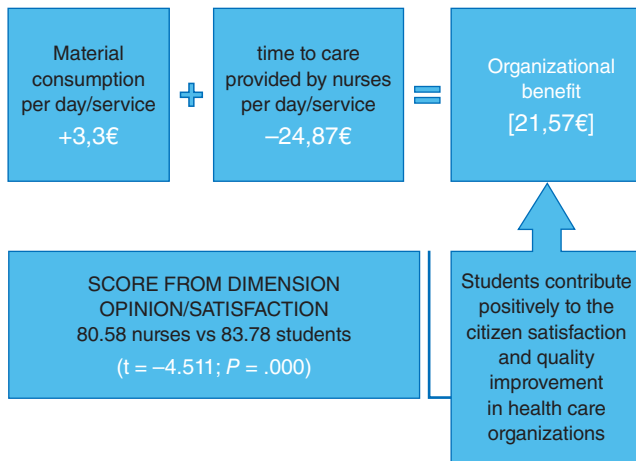 Material
consumption
per day/service
+3,3€
+
time to care
provided by nurses
per day/service
–24,87€
=
Organizational
benefit
[21,57€]
SCORE FROM DIMENSION
OPINION/SATISFACTION
80.58 nurses vs 83.78 students
(t = –4.511; P = .000)
Students contribute
positively to the
citizen satisfaction
and quality
improvement
in health care
organizations